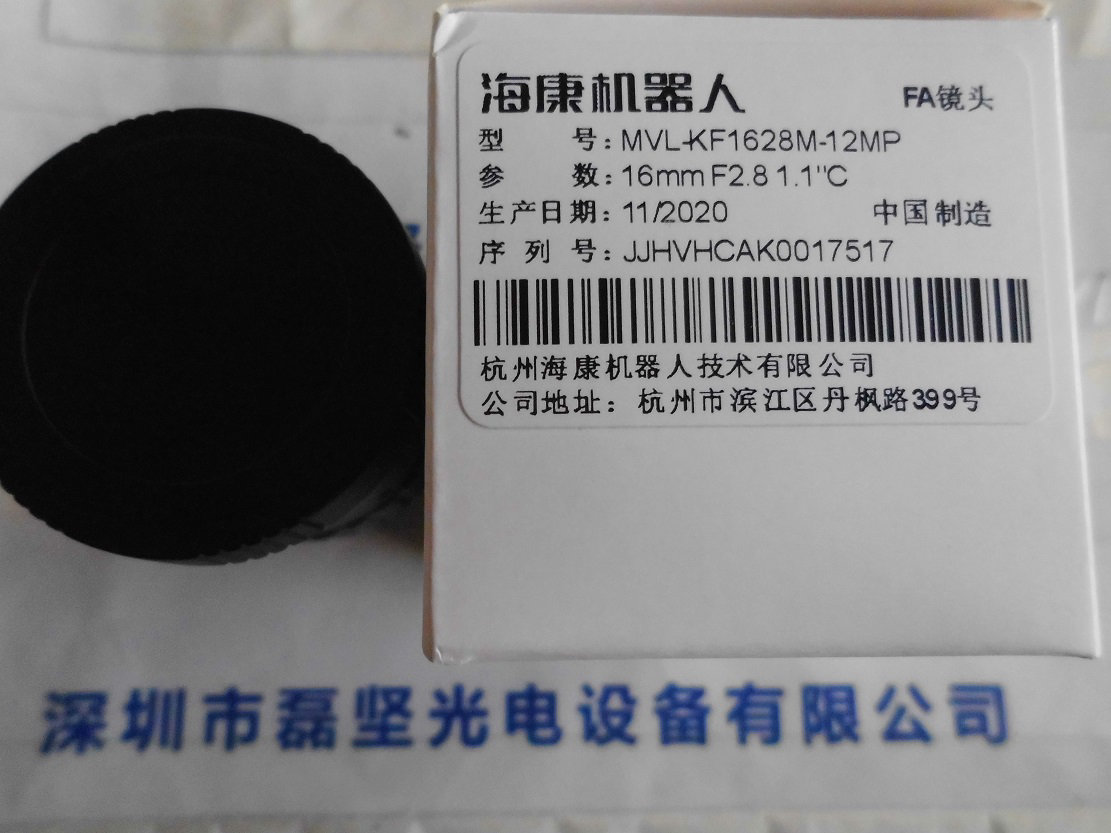 海康机器人 FA镜头
型 号：MVL-KF1628M-12MP
参 数：16mm F2.8 1.1"C
生产日期：11/2020 中国制造
序列号：JJHVHCAK0017517
杭州海康机器人技术有限公司
公司地址：杭州市滨江区丹枫路399号
深圳市磊坚光电设备有限公司